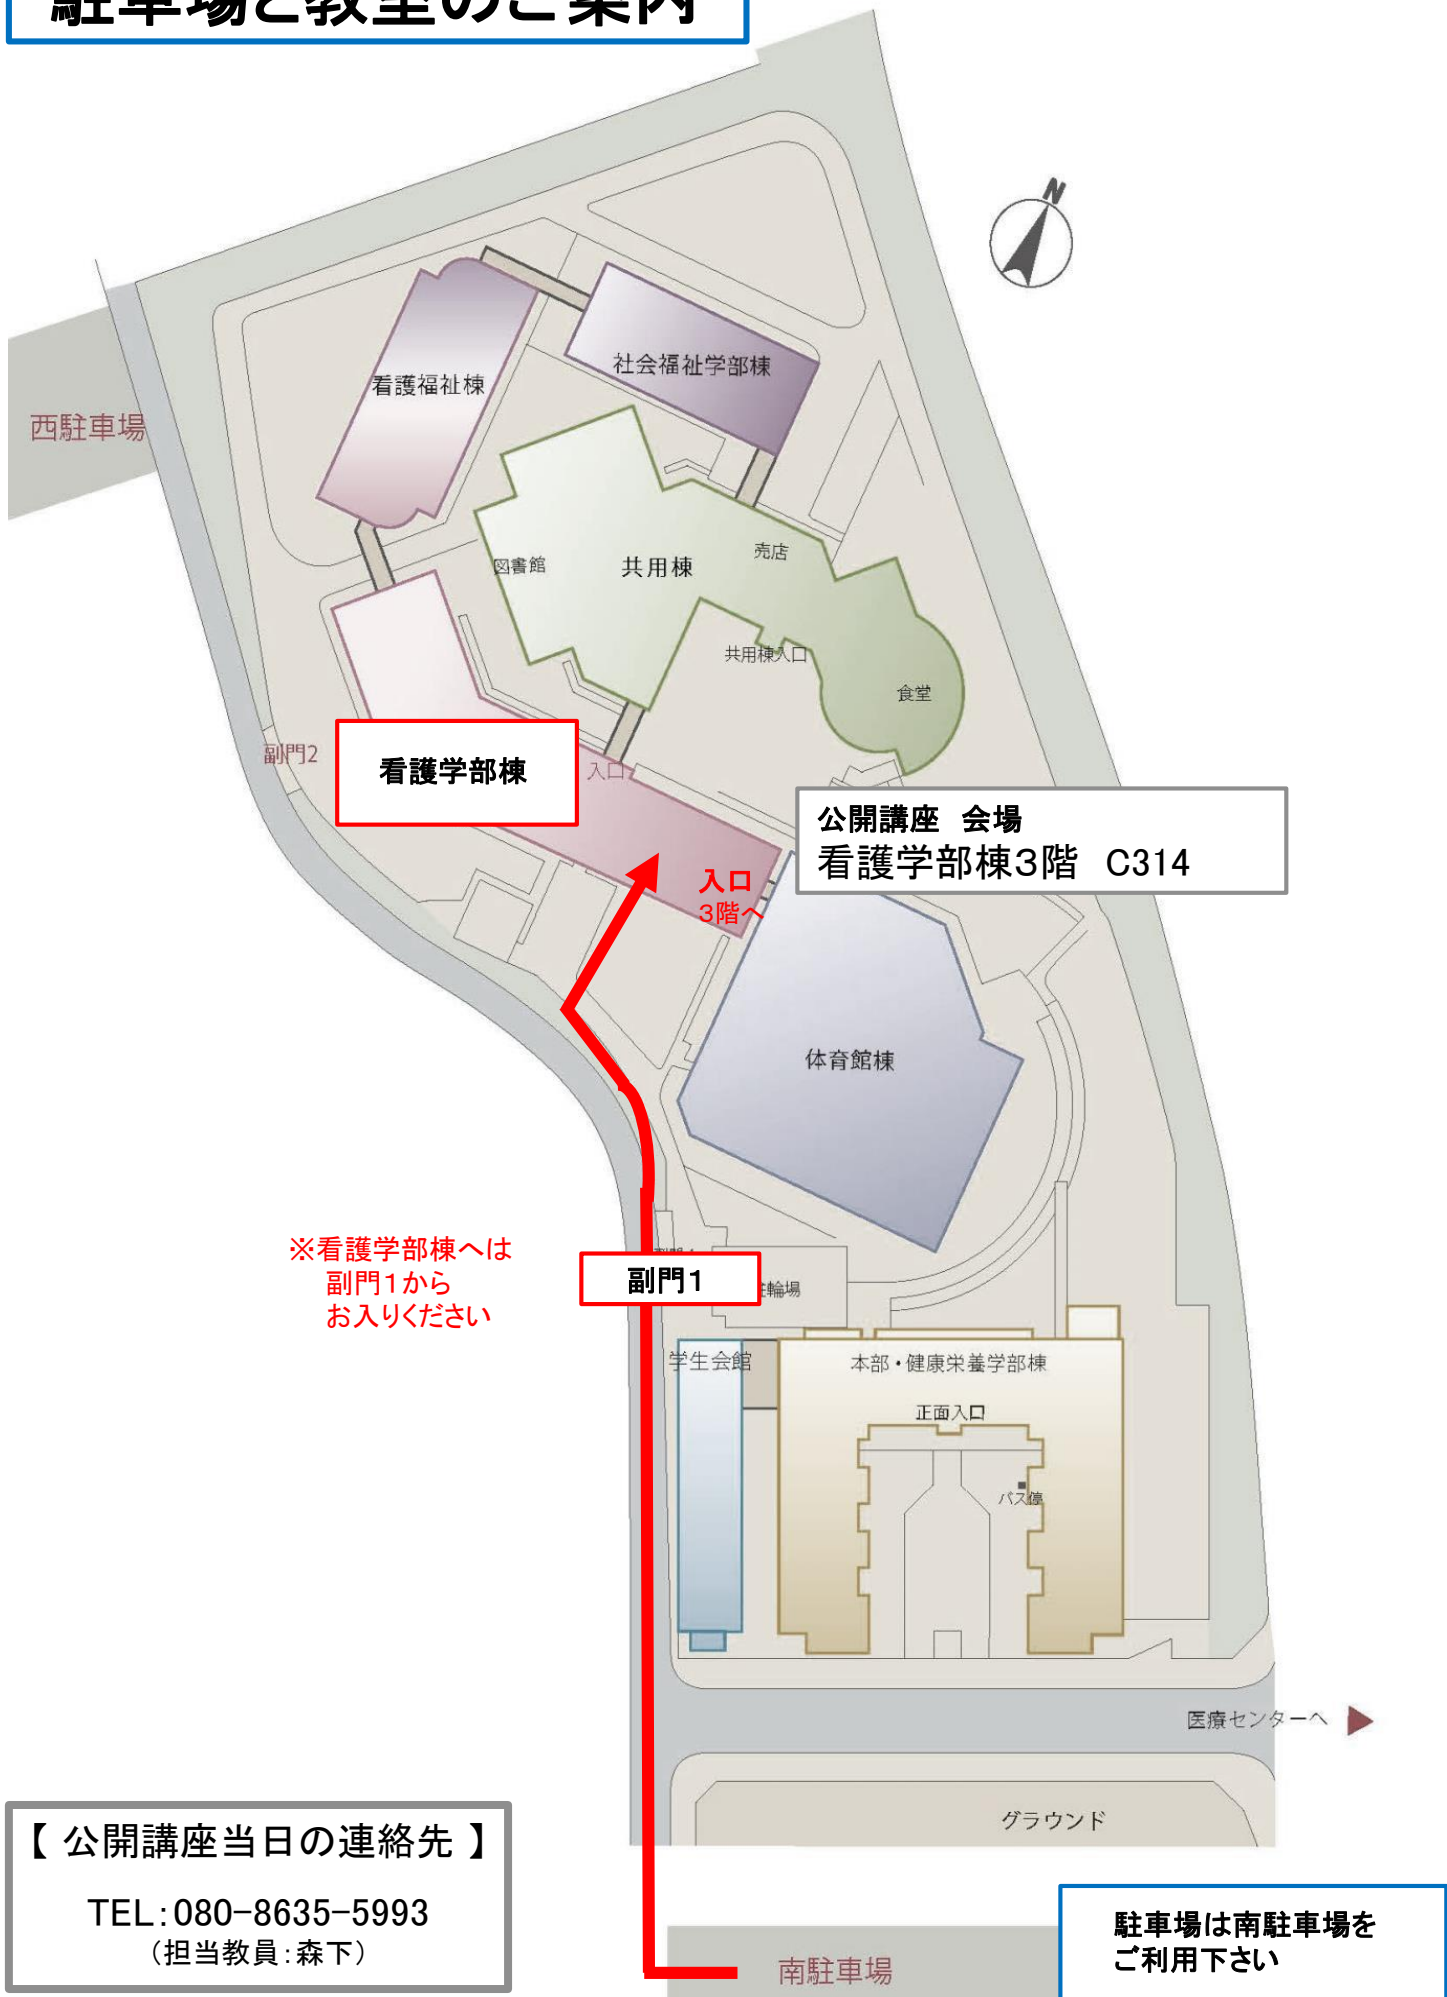 駐車場と教室のご案内
N
社会福祉学部棟
看護福祉棟
西駐車場
売店
図書館
共用棟
共用棟入口
食堂
副門2
看護学部棟
入口
公開講座 会場
看護学部棟3階 C314
入口
3階へ
体育館棟
※看護学部棟へは
副門1から
お入りください
副門1
輪場
学生会館
本部・健康栄養学部棟
正面入口
バス停
医療センターへ
グラウンド
【 公開講座当日の連絡先 】
TEL:080-8635-5993
(担当教員:森下)
南駐車場
駐車場は南駐車場を
ご利用下さい